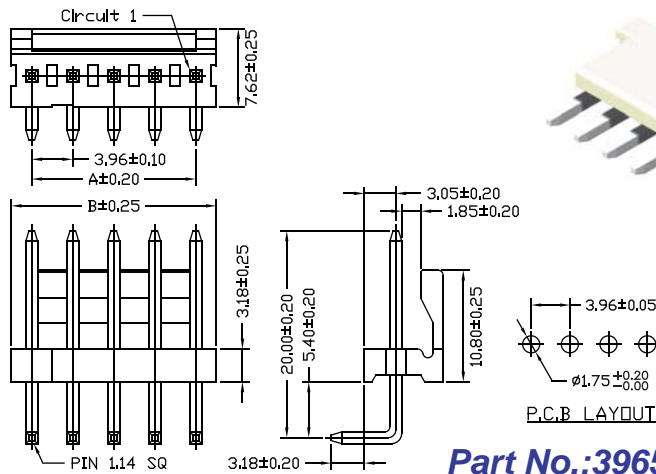 Circuit 1
7.62±0.25
3.96±0.10
A±0.20
B±0.25
3.18±0.25
PIN 1.14 SQ
3.05±0.20
1.85±0.20
20.00±0.20
5.40±0.20
10.80±0.25
3.18±0.20
3.96±0.05
ø1.75 +0.20 -0.00
P.C.B LAYOUT
Part No.:3965